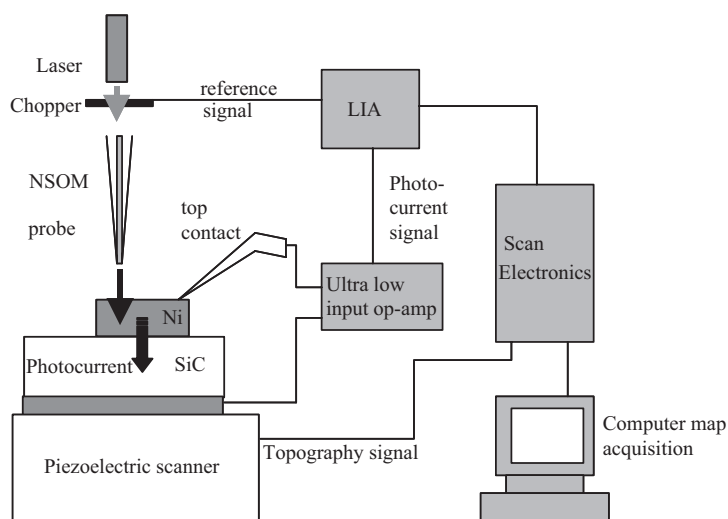 Laser
Chopper
reference
signal
LIA
NSOM
probe
top
contact
Photo-
current
signal
Scan
Electronics
Ultra low
input op-amp
Ni
Photocurrent
SiC
Topography signal
Piezoelectric scanner
Computer map
acquisition